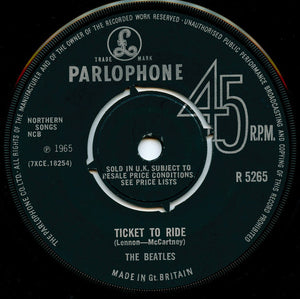 MANUFACTURER AND OF THE OWNER OF THE RECORDED WORK RESERVED · UNAUTHORISED PUBLIC PERFORMANCE BROADCASTING AND COPYING OF THIS RECORD PROHIBITED
THE PARLOPHONE CO. LTD. ALL RIGHTS OF THE
£
TRADE MARK
PARLOPHONE
45
R.P.M.
NORTHERN
SONGS
NCB
℗ 1965
(7XCE.18254)
SOLD IN U.K. SUBJECT TO
RESALE PRICE CONDITIONS,
SEE PRICE LISTS
R 5265
TICKET TO RIDE
(Lennon—McCartney)
THE BEATLES
MADE IN Gt. BRITAIN